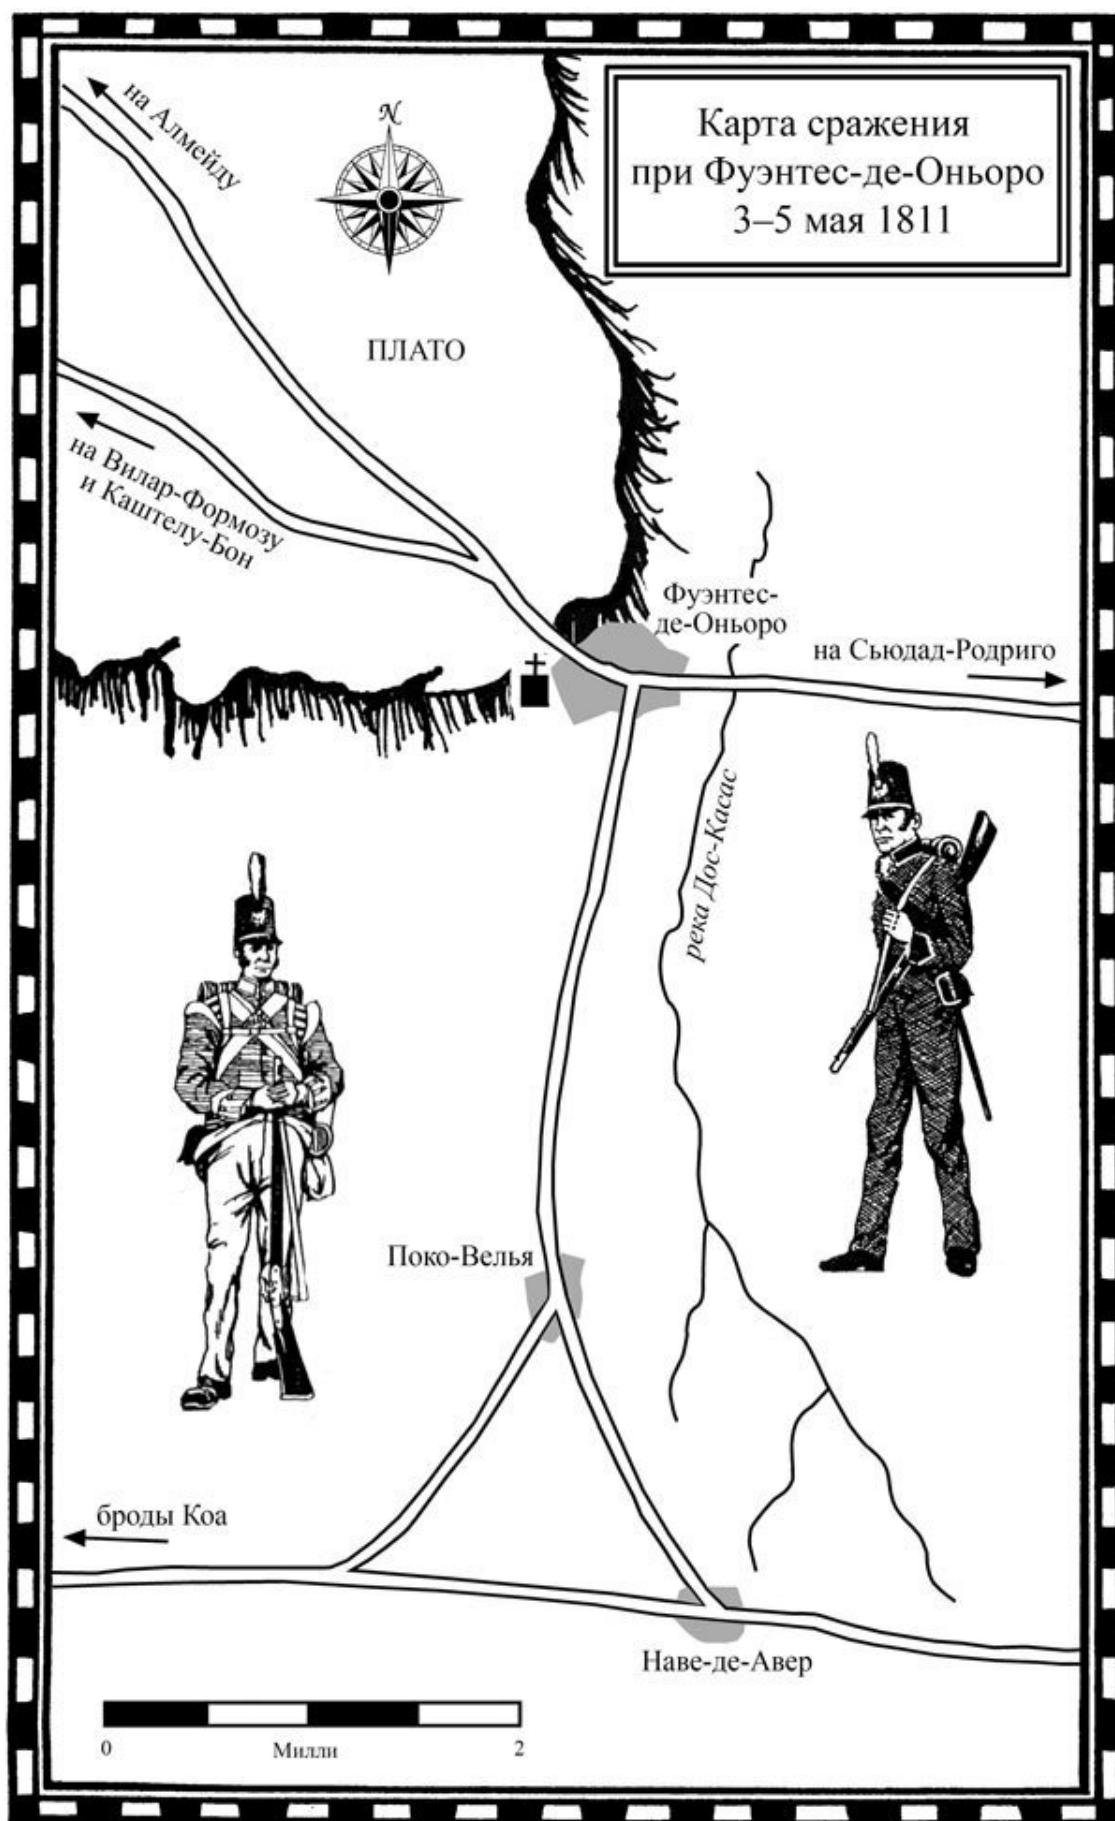 Карта сражения
при Фуэнтес-де-Оньоро
3–5 мая 1811
на Алмейду
N
ПЛАТО
на Вилар-Формозу
и Каштелу-Бон
Фуэнтес-
де-Оньоро
на Сьюдад-Родриго
река Дос-Касас
Поко-Велья
броды Коа
Наве-де-Авер
0
Милли
2